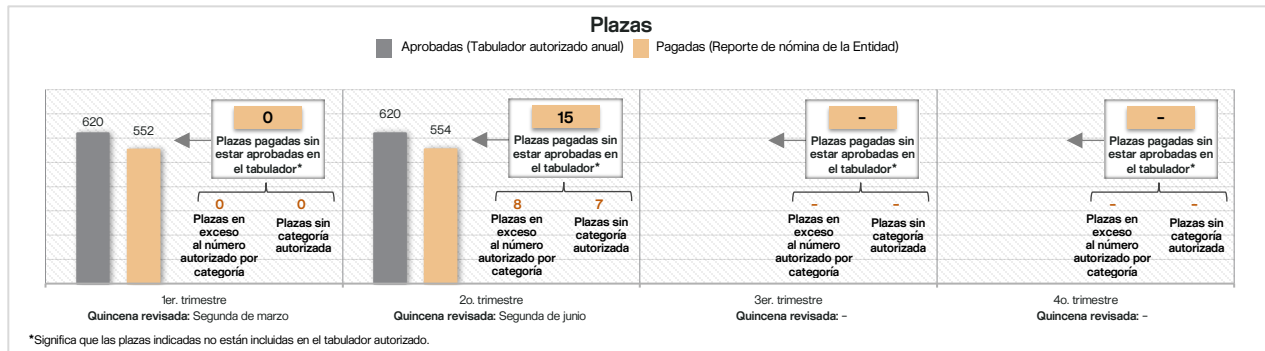 Plazas
Aprobadas (Tabulador autorizado anual) Pagadas (Reporte de nómina de la Entidad)
620
552
0
Plazas pagadas sin
estar aprobadas en
el tabulador*
0 0
Plazas en
exceso
al número
autorizado por
categoría
Plazas sin
categoría
autorizada
1er. trimestre
Quincena revisada: Segunda de marzo
620
554
15
Plazas pagadas sin
estar aprobadas en
el tabulador*
8 7
Plazas en
exceso
al número
autorizado por
categoría
Plazas sin
categoría
autorizada
2o. trimestre
Quincena revisada: Segunda de junio
–
Plazas pagadas sin
estar aprobadas en
el tabulador*
– –
Plazas en
exceso
al número
autorizado por
categoría
Plazas sin
categoría
autorizada
3er. trimestre
Quincena revisada: –
–
Plazas pagadas sin
estar aprobadas en
el tabulador*
– –
Plazas en
exceso
al número
autorizado por
categoría
Plazas sin
categoría
autorizada
4o. trimestre
Quincena revisada: –
*Significa que las plazas indicadas no están incluidas en el tabulador autorizado.